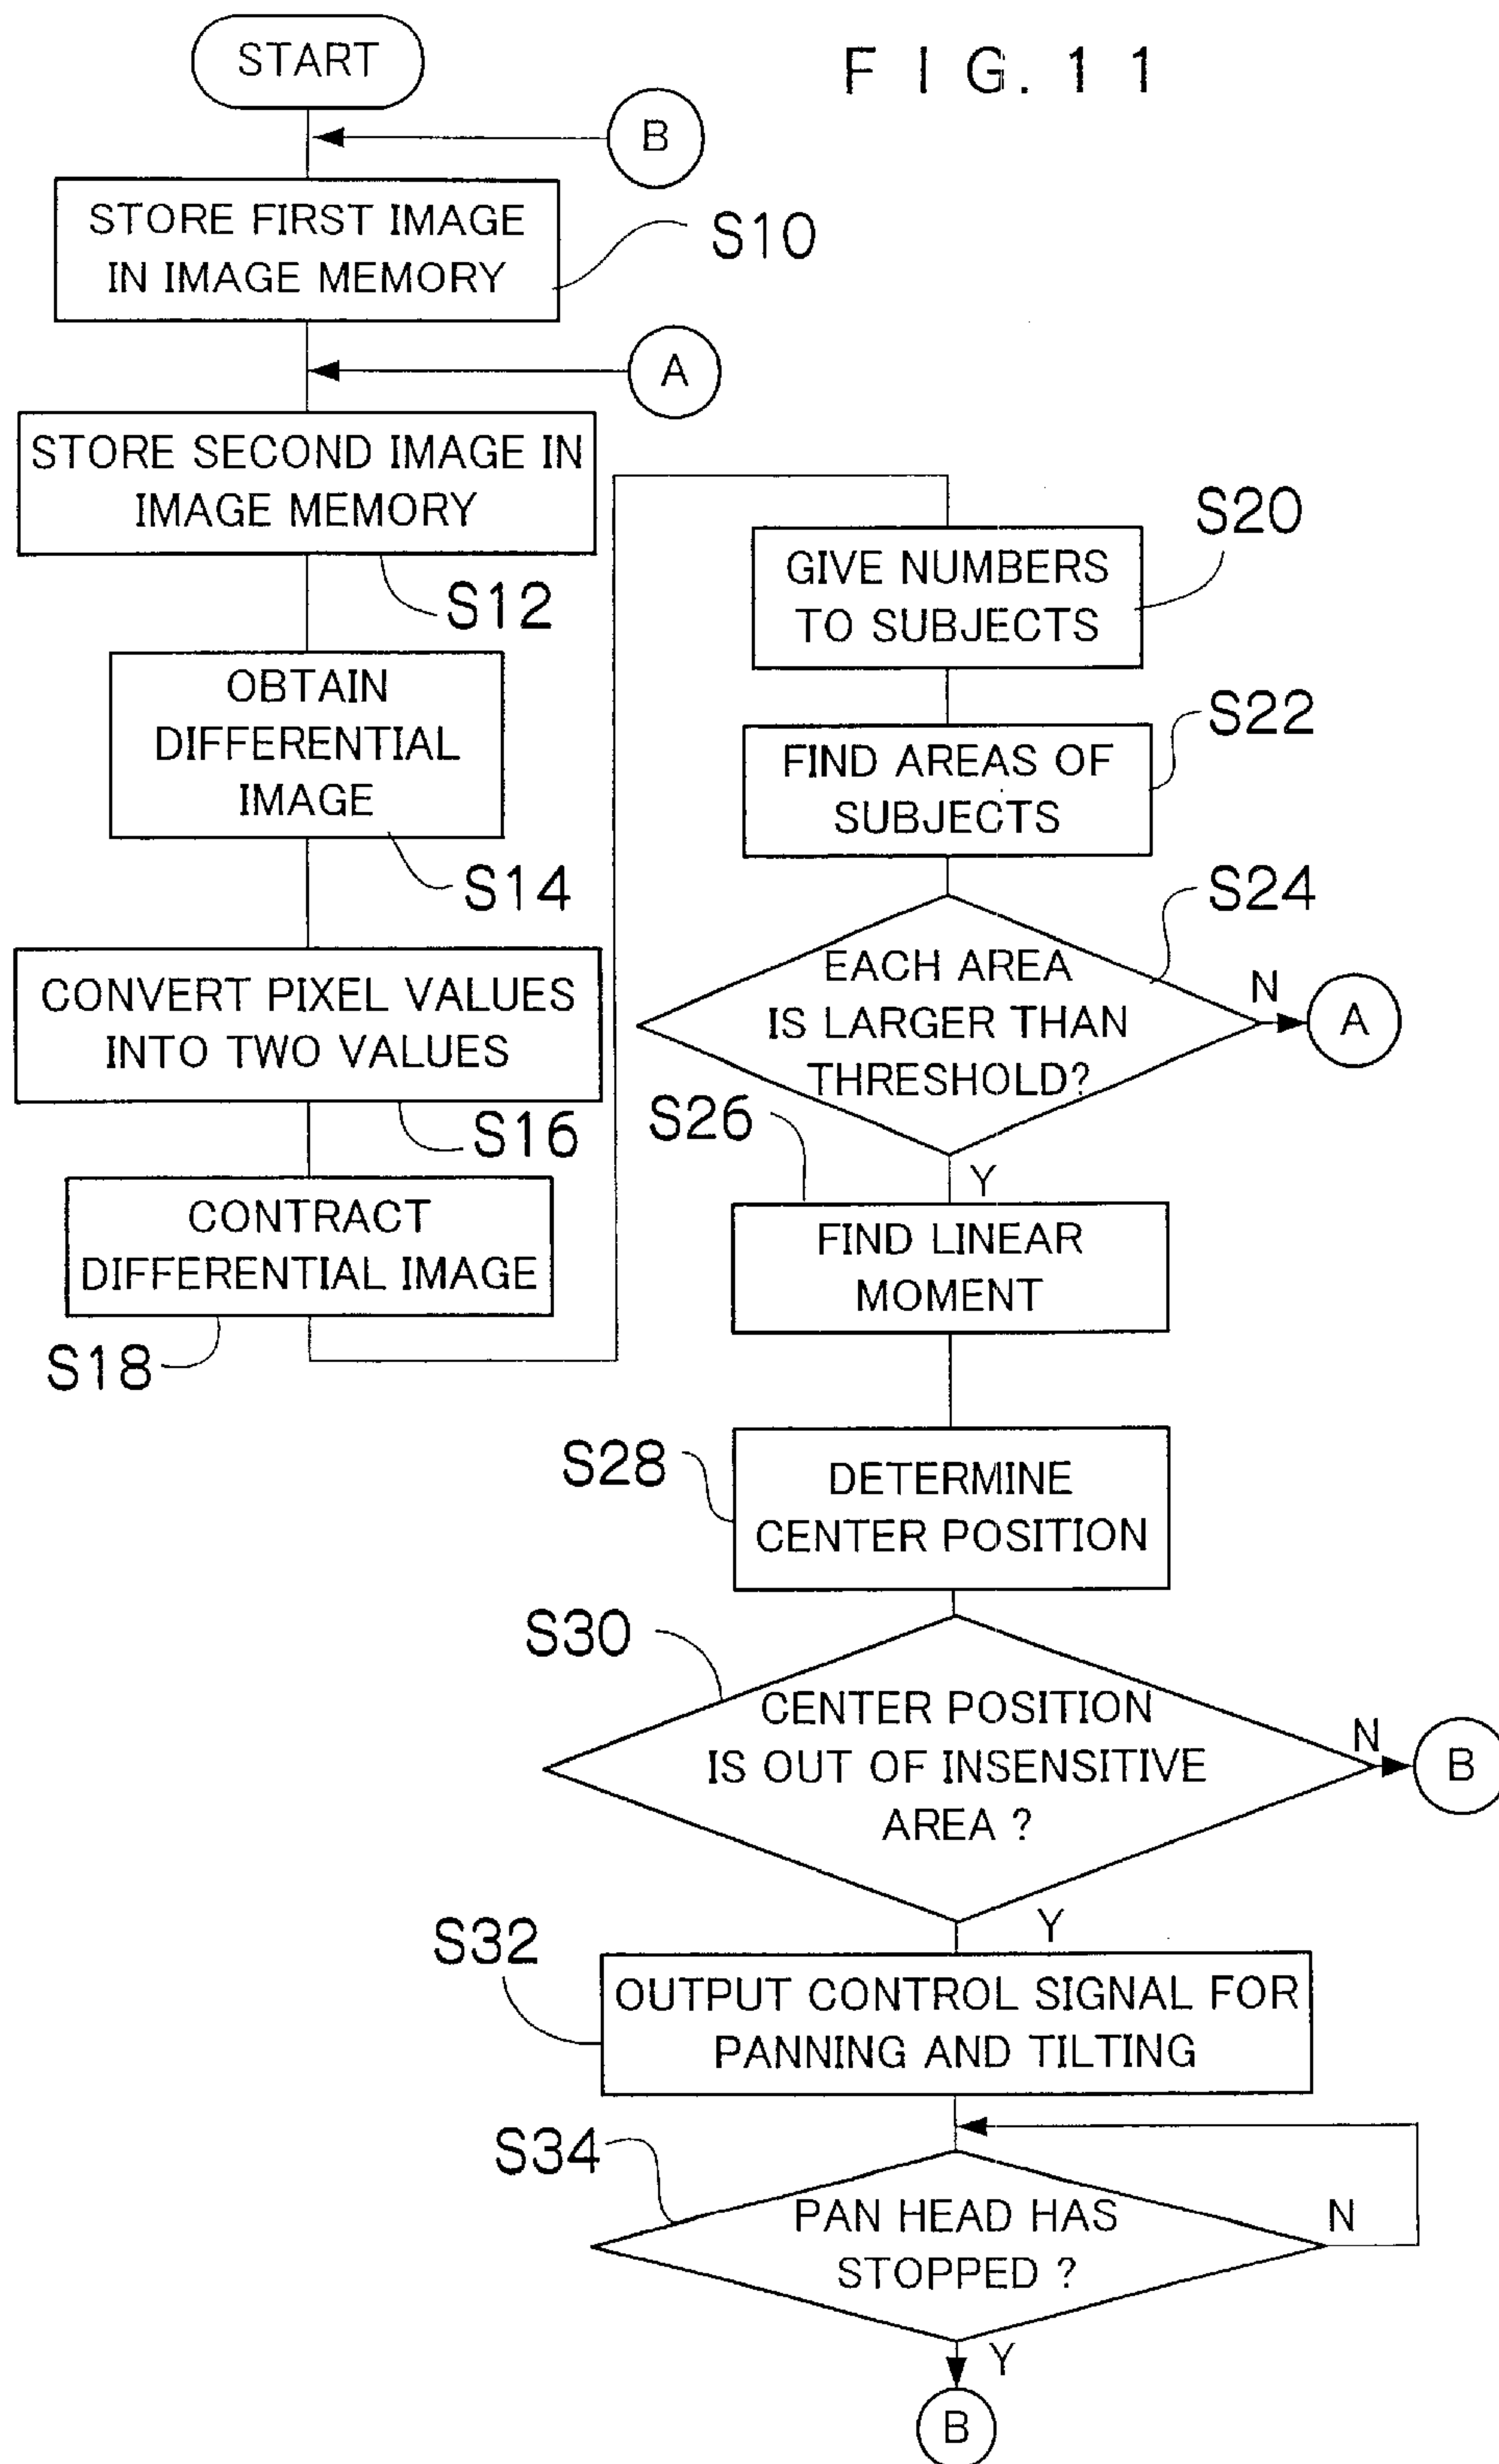 FIG. 11
START
B
STORE FIRST IMAGE
IN IMAGE MEMORY
S10
A
STORE SECOND IMAGE IN
IMAGE MEMORY
S12
OBTAIN
DIFFERENTIAL
IMAGE
S14
CONVERT PIXEL VALUES
INTO TWO VALUES
S16
CONTRACT
DIFFERENTIAL IMAGE
S18
GIVE NUMBERS
TO SUBJECTS
S20
FIND AREAS OF
SUBJECTS
S22
EACH AREA
IS LARGER THAN
THRESHOLD?
S24
N
A
Y
FIND LINEAR
MOMENT
S26
DETERMINE
CENTER POSITION
S28
CENTER POSITION
IS OUT OF INSENSITIVE
AREA ?
S30
N
B
Y
OUTPUT CONTROL SIGNAL FOR
PANNING AND TILTING
S32
PAN HEAD HAS
STOPPED ?
S34
N
Y
B